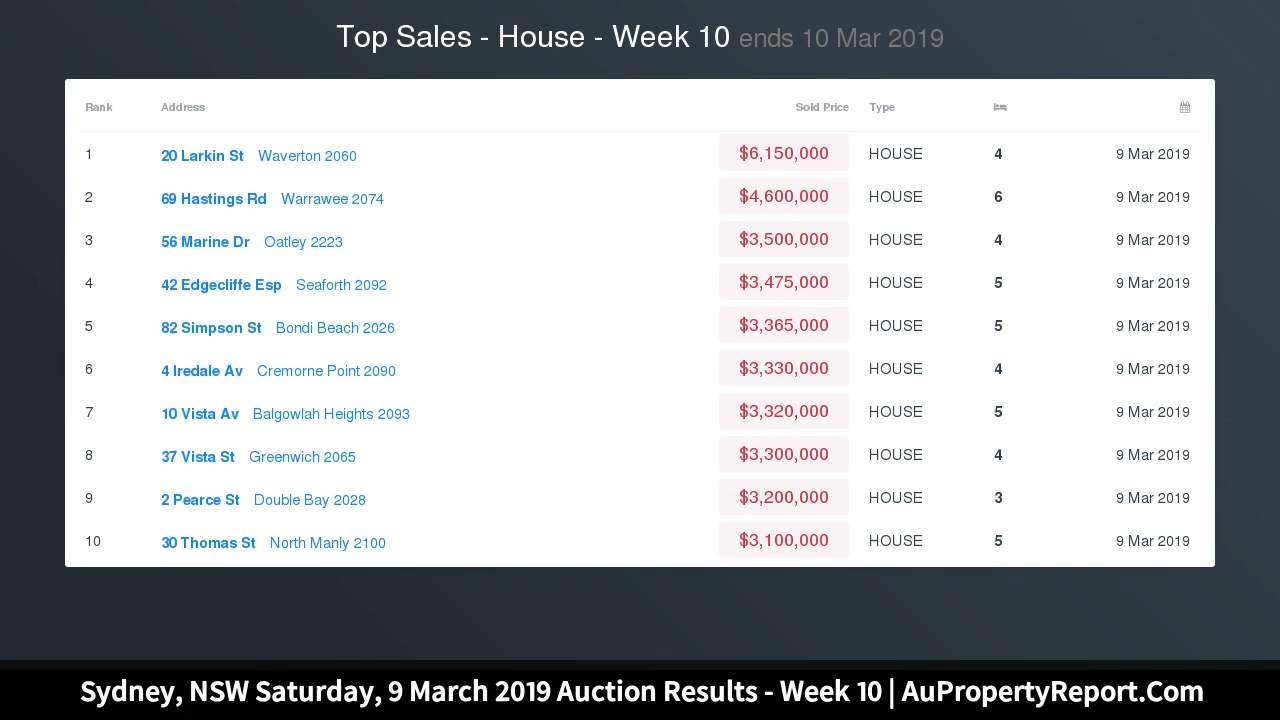 Top Sales - House - Week 10 ends 10 Mar 2019
Rank Address Sold Price Type
1 20 Larkin St Waverton 2060 $6,150,000 HOUSE 4 9 Mar 2019
2 69 Hastings Rd Warrawee 2074 $4,600,000 HOUSE 6 9 Mar 2019
3 56 Marine Dr Oatley 2223 $3,500,000 HOUSE 4 9 Mar 2019
4 42 Edgecliffe Esp Seaforth 2092 $3,475,000 HOUSE 5 9 Mar 2019
5 82 Simpson St Bondi Beach 2026 $3,365,000 HOUSE 5 9 Mar 2019
6 4 Iredale Av Cremorne Point 2090 $3,330,000 HOUSE 4 9 Mar 2019
7 10 Vista Av Balgowlah Heights 2093 $3,320,000 HOUSE 5 9 Mar 2019
8 37 Vista St Greenwich 2065 $3,300,000 HOUSE 4 9 Mar 2019
9 2 Pearce St Double Bay 2028 $3,200,000 HOUSE 3 9 Mar 2019
10 30 Thomas St North Manly 2100 $3,100,000 HOUSE 5 9 Mar 2019
Sydney, NSW Saturday, 9 March 2019 Auction Results - Week 10 | AuPropertyReport.Com